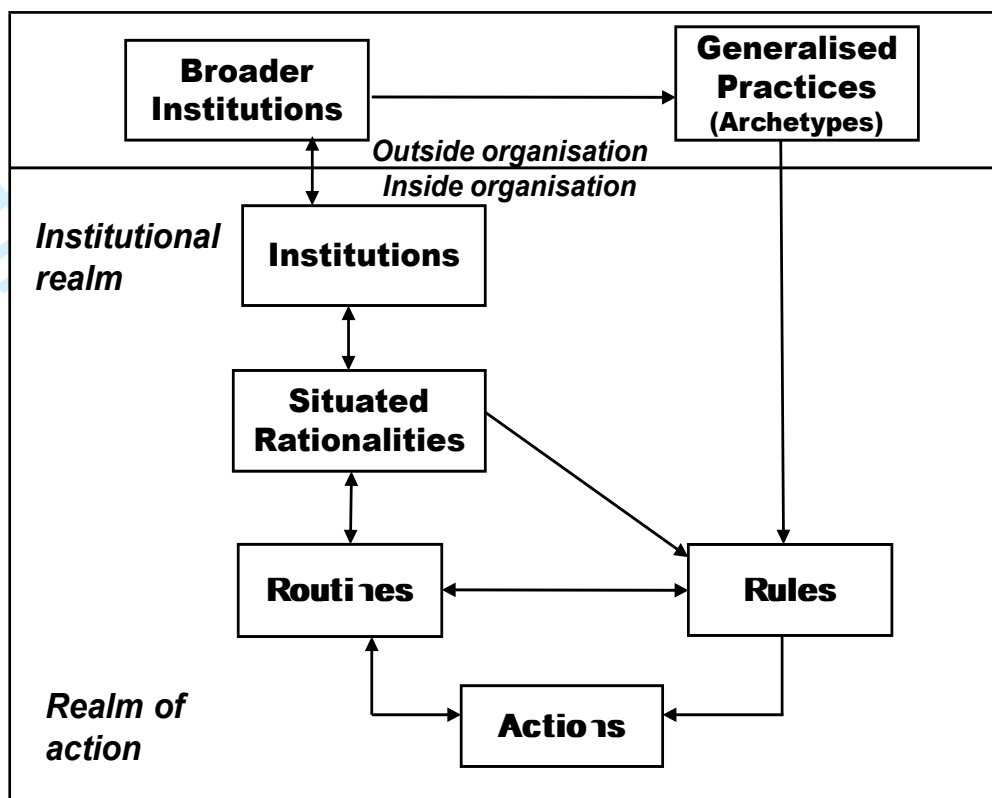 Broader
Institutions
Generalised
Practices
(Archetypes)
Outside organisation
Inside organisation
Institutional
realm
Institutions
Situated
Rationalities
Routines
Rules
Realm of
action
Actions